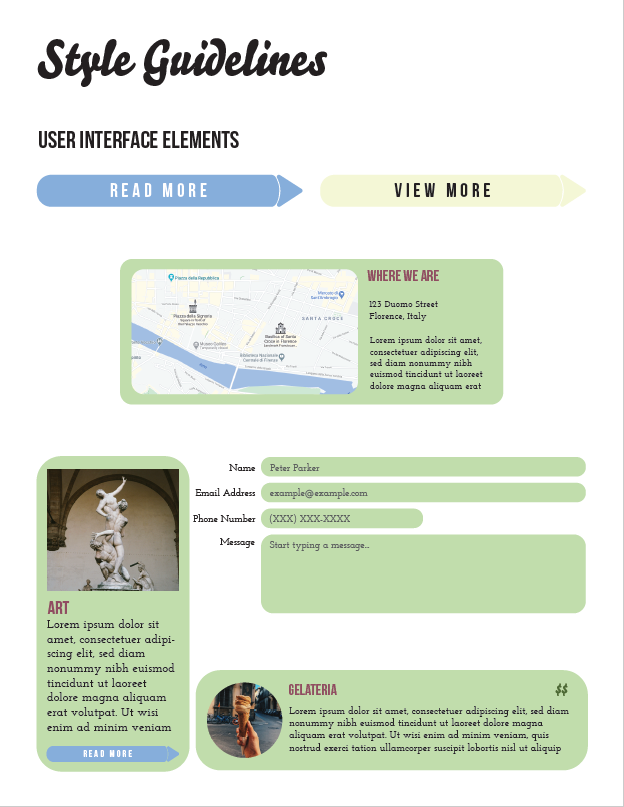 Style Guidelines
USER INTERFACE ELEMENTS
READ MORE
VIEW MORE
Piazza della Repubblica
Mercato di
Sant'Ambrogio
Piazza della Signoria
SANTA CROCE
Basilica of Santa
Croce in Florence
Museo Galileo
Biblioteca Nazionale
Centrale di Firenze
WHERE WE ARE
123 Duomo Street
Florence, Italy
Lorem ipsum dolor sit amet,
consectetuer adipiscing elit,
sed diam nonummy nibh
euismod tincidunt ut laoreet
dolore magna aliquam erat
ART
Lorem ipsum dolor sit
amet, consectetuer adipi-
scing elit, sed diam
nonummy nibh euismod
tincidunt ut laoreet
dolore magna aliquam
erat volutpat. Ut wisi
enim ad minim veniam
READ MORE
Name
Peter Parker
Email Address
example@example.com
Phone Number
(XXX) XXX-XXXX
Message
Start typing a message..
GELATERIA
$$
Lorem ipsum dolor sit amet, consectetuer adipiscing elit, sed diam
nonummy nibh euismod tincidunt ut laoreet dolore magna
aliquam erat volutpat. Ut wisi enim ad minim veniam, quis
nostrud exerci tation ullamcorper suscipit lobortis nisl ut aliquip